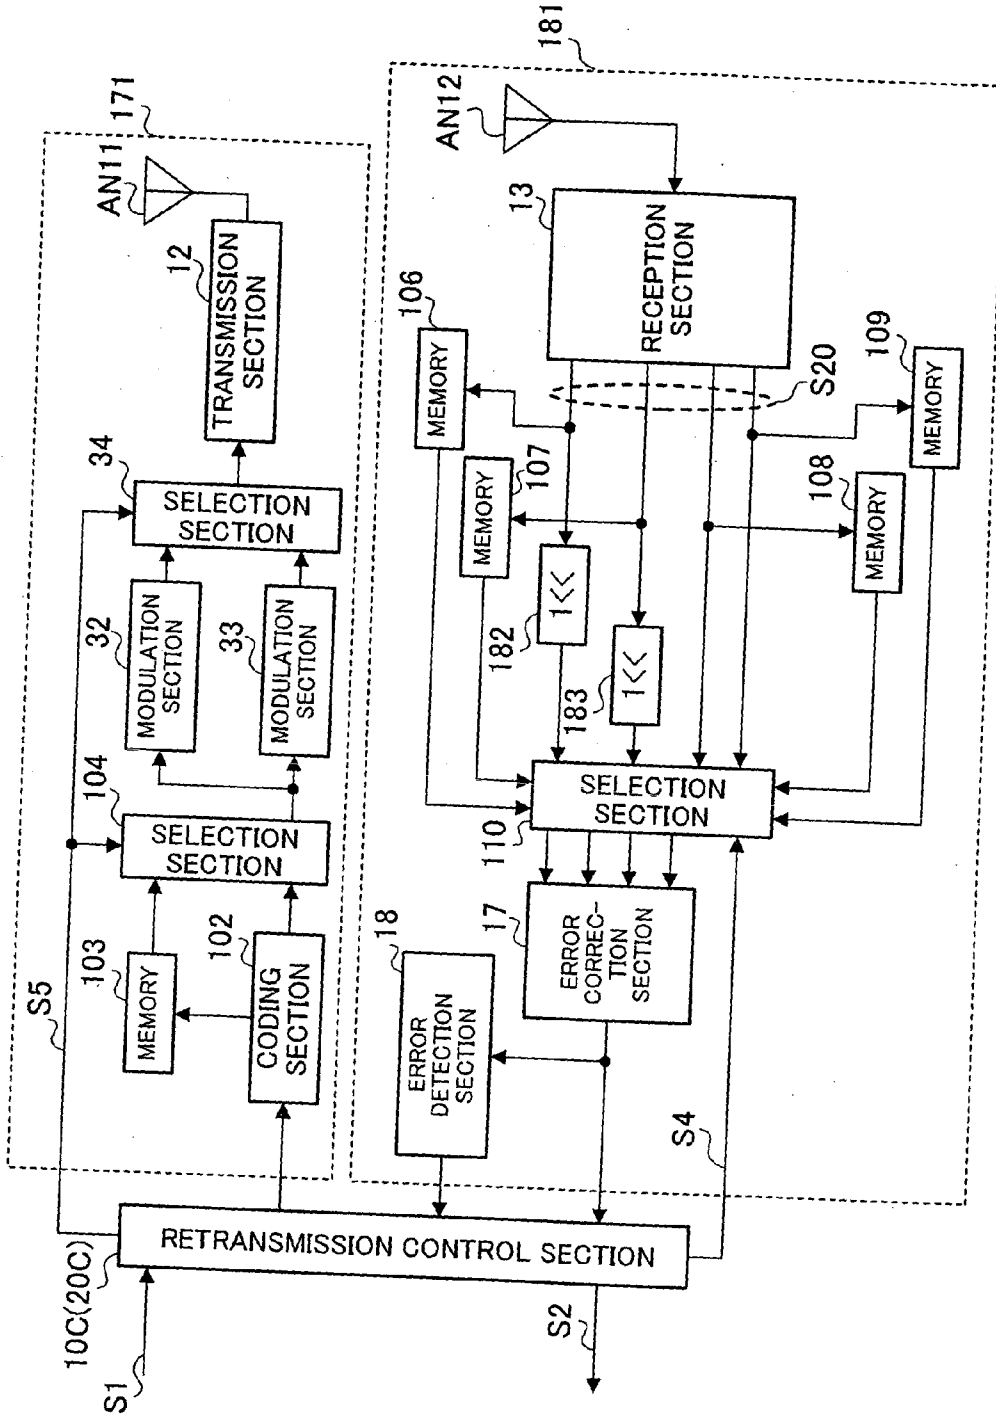 S1
10C(20C)
RETRANSMISSION CONTROL SECTION
S2
S5
171
103
MEMORY
102
CODING
SECTION
104
SELECTION
SECTION
32
MODULATION
SECTION
33
MODULATION
SECTION
34
SELECTION
SECTION
12
TRANSMISSION
SECTION
AN11
181
S4
18
ERROR
DETECTION
SECTION
17
ERROR
CORREC-
TION
SECTION
110
SELECTION
SECTION
182
1<<
183
1<<
106
MEMORY
107
MEMORY
108
MEMORY
109
MEMORY
S20
13
RECEPTION
SECTION
AN12